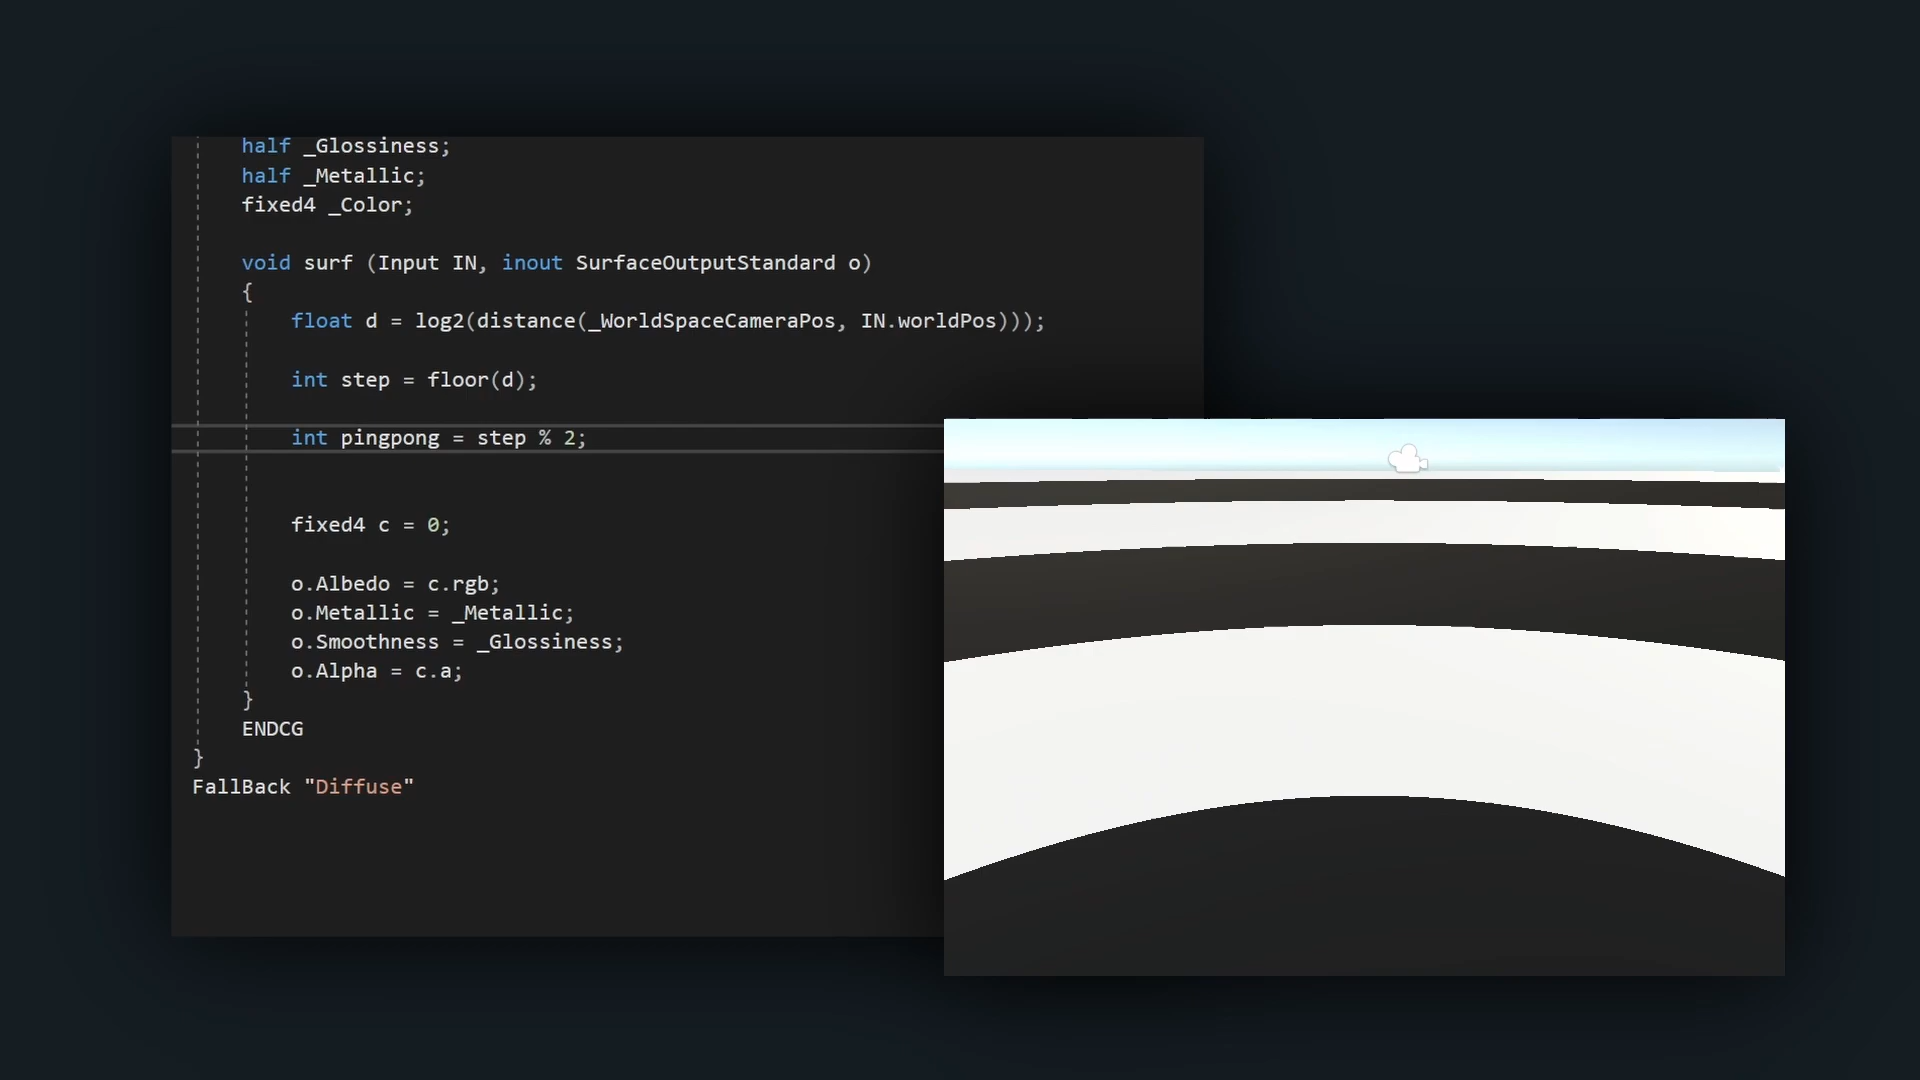 half _Glossiness;
half _Metallic;
fixed4 _Color;
void surf (Input IN, inout SurfaceOutputStandard o)
{
float d = log2(distance(_WorldSpaceCameraPos, IN.worldPos)));
int step = floor(d);
int pingpong = step % 2;
fixed4 c = 0;
o.Albedo = c.rgb;
o.Metallic = _Metallic;
o.Smoothness = _Glossiness;
o.Alpha = c.a;
}
ENDCG
}
FallBack "Diffuse"